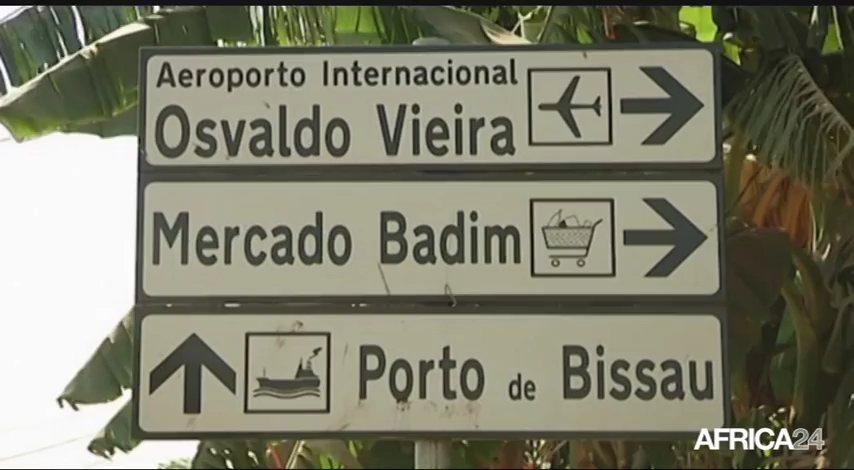 Aeroporto Internacional
Osvaldo Vieira
Mercado Badim
Porto de Bissau
AFRICA24